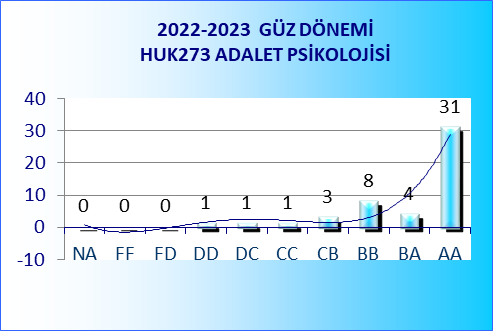 2022-2023 GÜZ DÖNEMİ
HUK273 ADALET PSİKOLOJİSİ
40
30
20
10
0
-10
0 0 0 1 1 1 3 8 4 31
NA FF FD DD DC CC CB BB BA AA